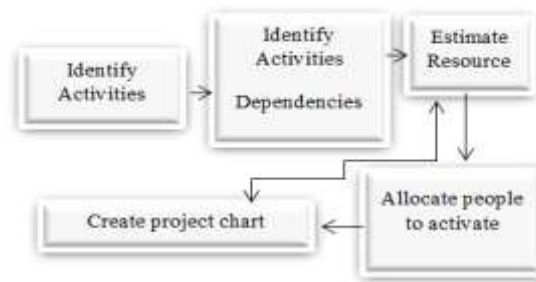 Identify
Activities
Identify
Activities
Dependencies
Estimate
Resource
Allocate people
to activate
Create project chart